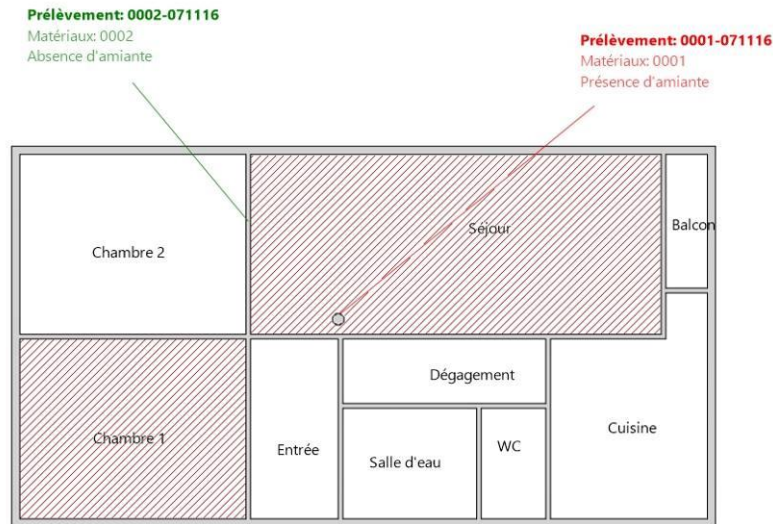 Prélèvement: 0002-071116
Matériaux: 0002
Absence d'amiante
Prélèvement: 0001-071116
Matériaux: 0001
Présence d'amiante
Séjour
Balcon
Chambre 2
Dégagement
Chambre 1
Cuisine
Entrée
WC
Salle d'eau